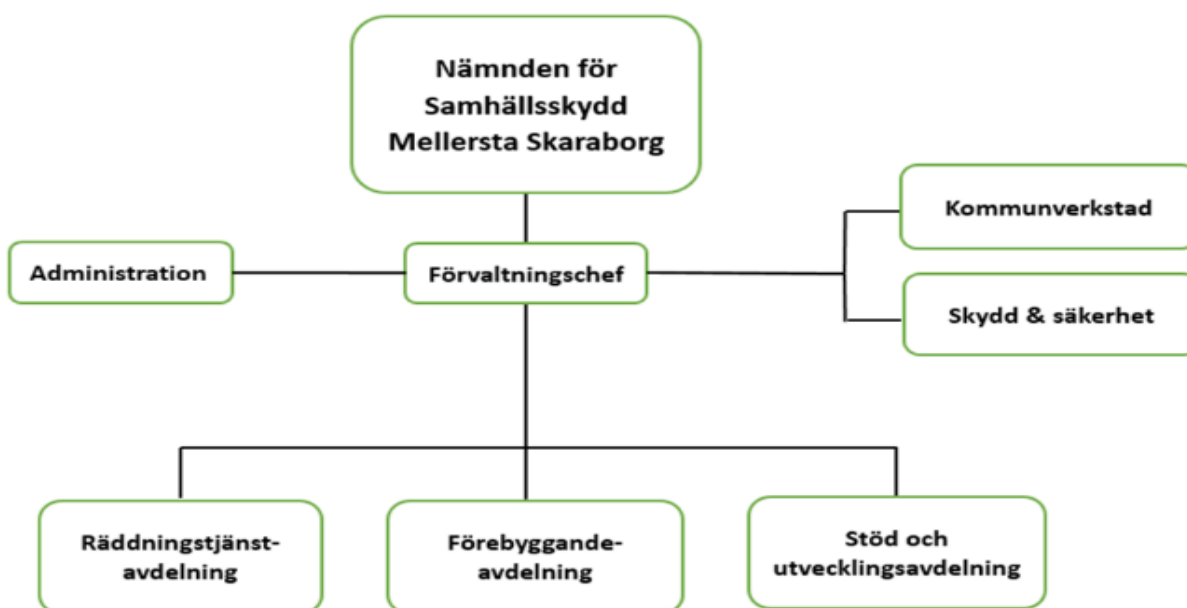 Nämnden för
Samhällsskydd
Mellersta Skaraborg
Kommunverkstad
Administration
Förvaltningschef
Skydd & säkerhet
Räddningstjänst-
avdelning
Förebyggande-
avdelning
Stöd och
utvecklingsavdelning